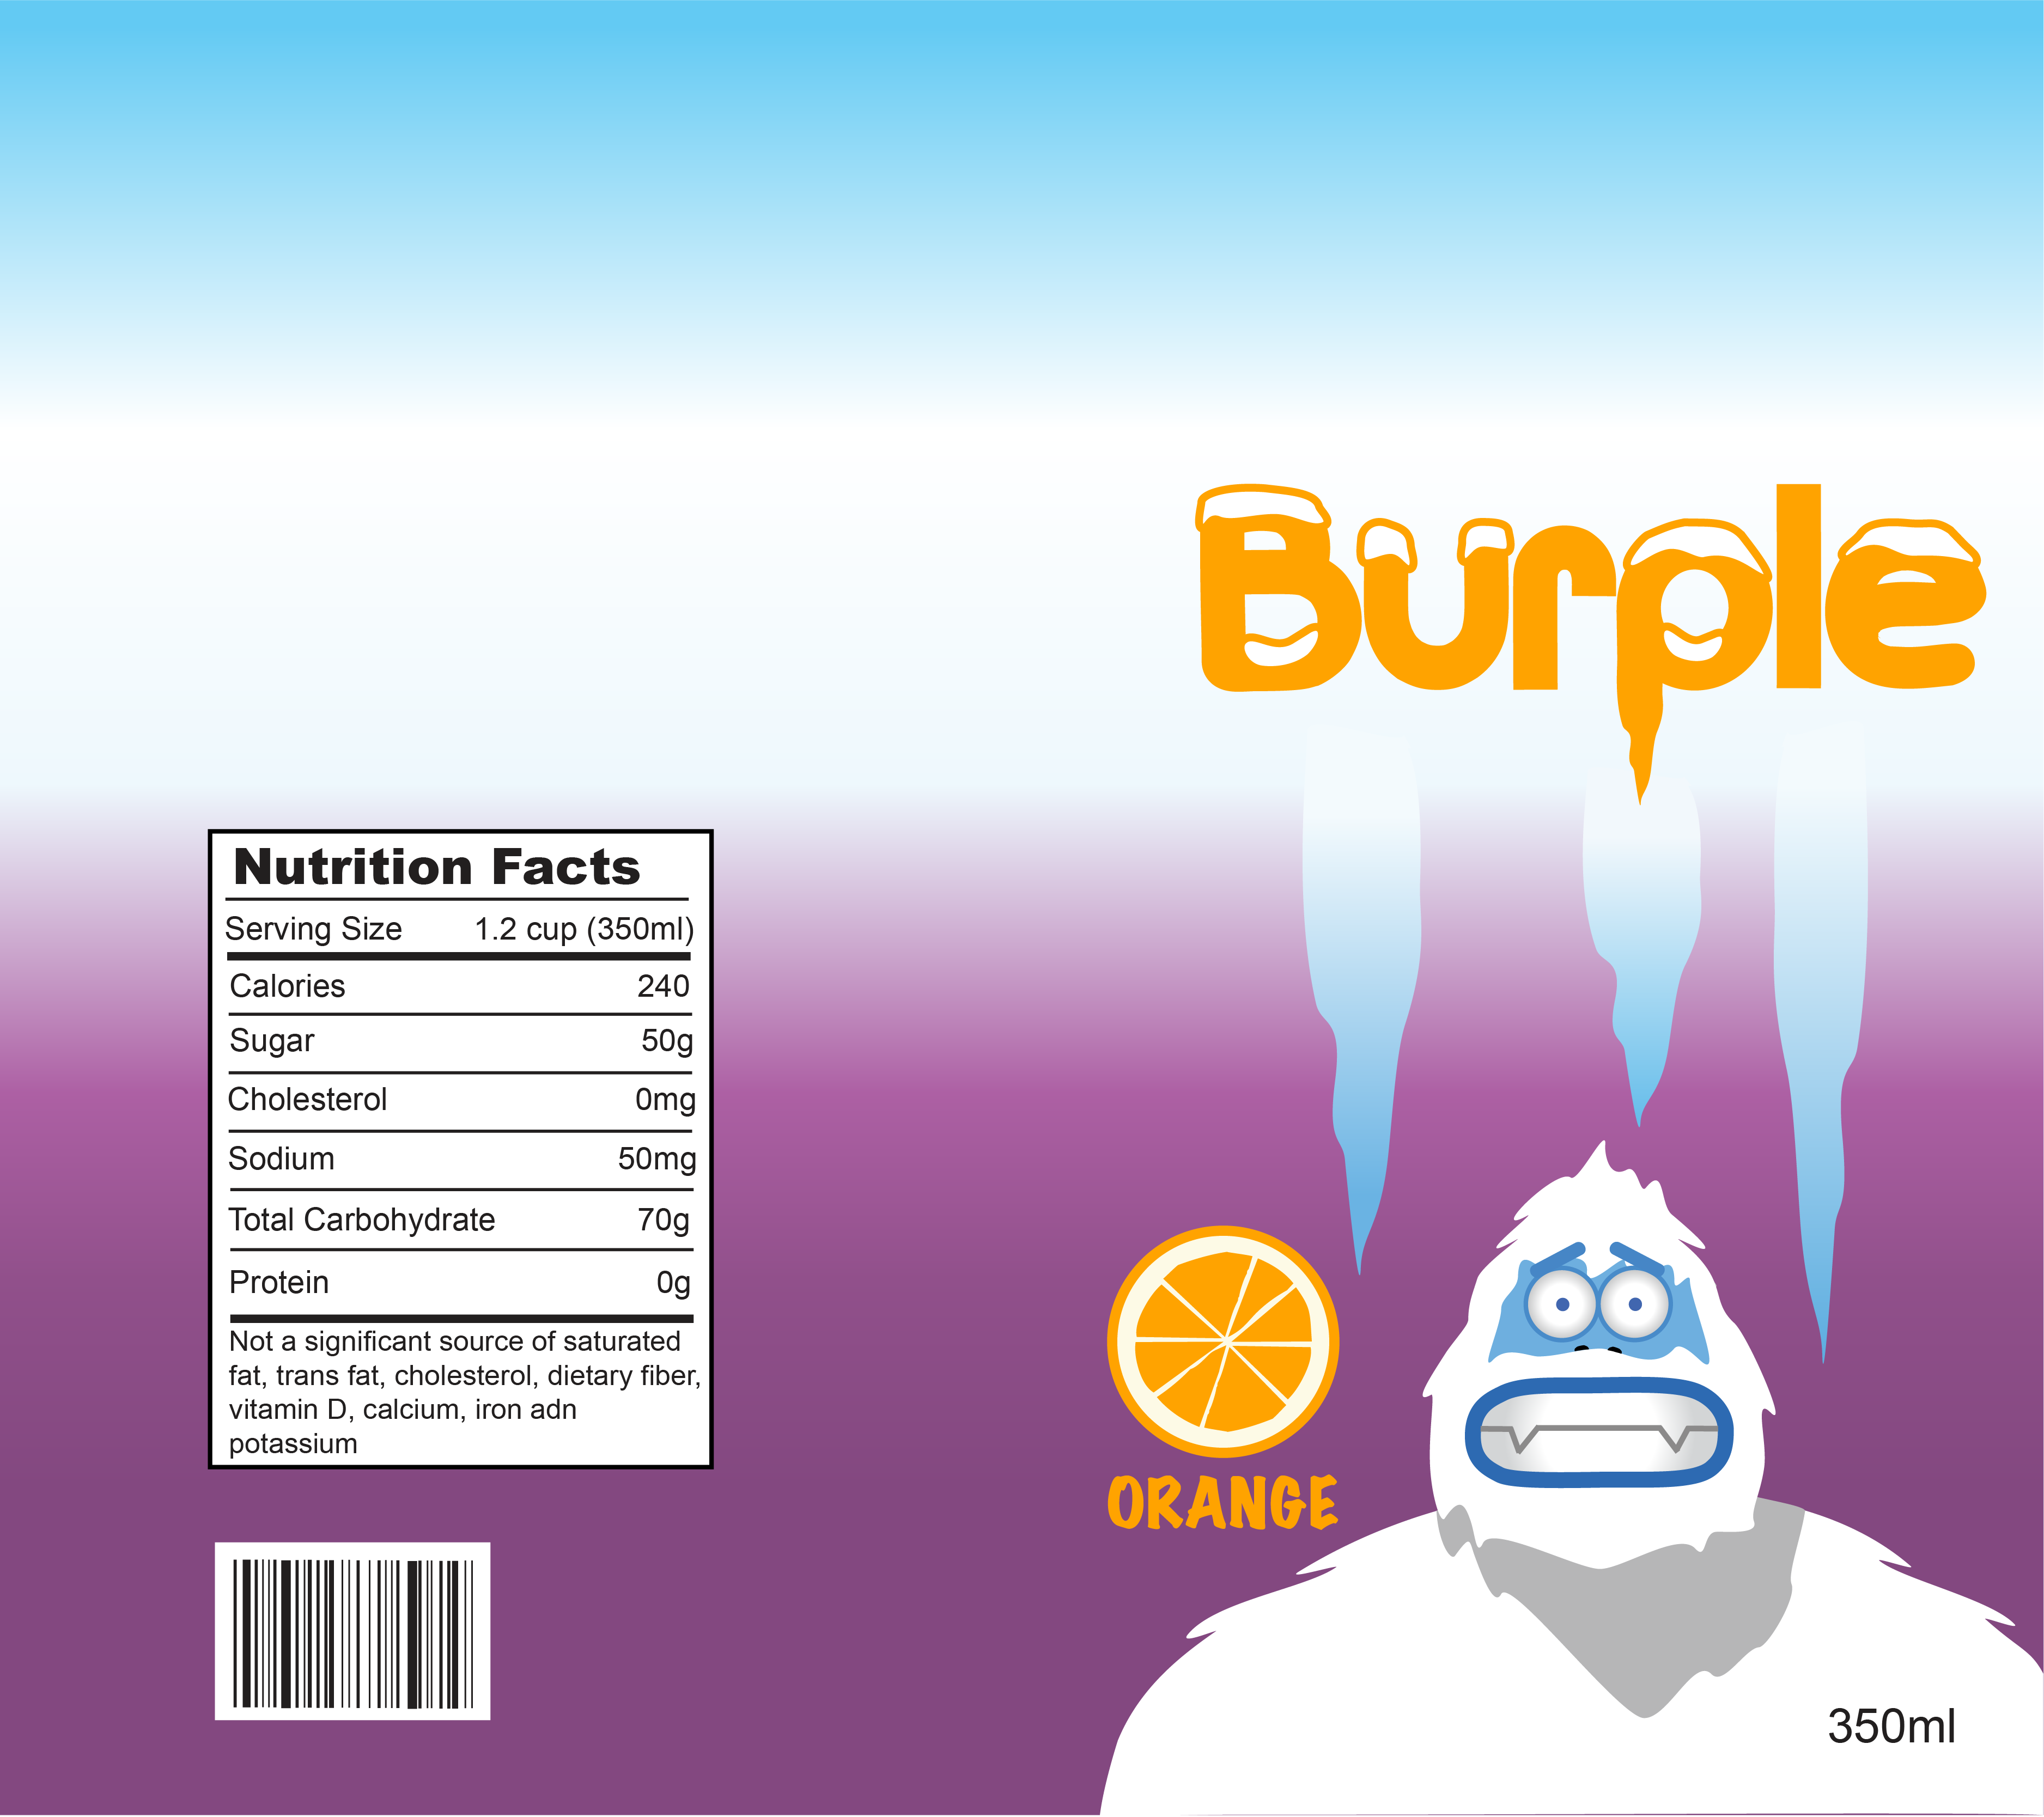 Burple
Nutrition Facts
Serving Size 1.2 cup (350ml)
Calories 240
Sugar 50g
Cholesterol 0mg
Sodium 50mg
Total Carbohydrate 70g
Protein 0g
Not a significant source of saturated
fat, trans fat, cholesterol, dietary fiber,
vitamin D, calcium, iron adn
potassium
ORANGE
350ml